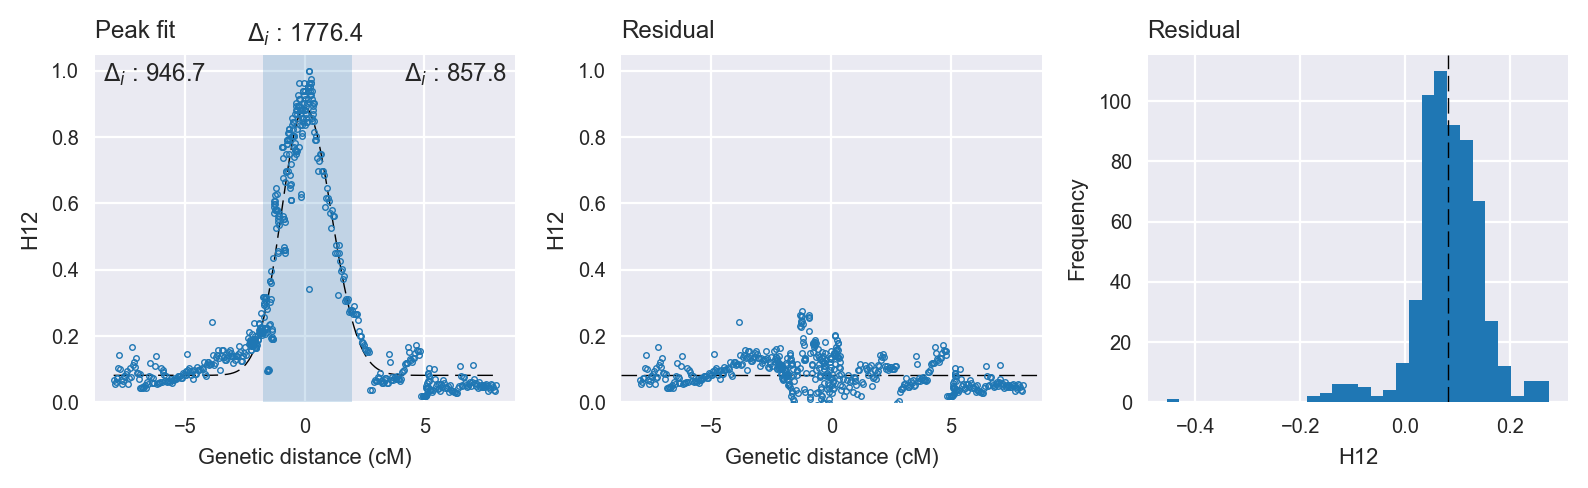 Peak fit
Δi : 1776.4
Δi : 946.7
Δi : 857.8
1.0
0.8
0.6
0.4
0.2
0.0
H12
−5
0
5
Genetic distance (cM)
Residual
1.0
0.8
0.6
0.4
0.2
0.0
H12
−5
0
5
Genetic distance (cM)
Residual
100
80
60
40
20
0
Frequency
−0.4
−0.2
0.0
0.2
H12